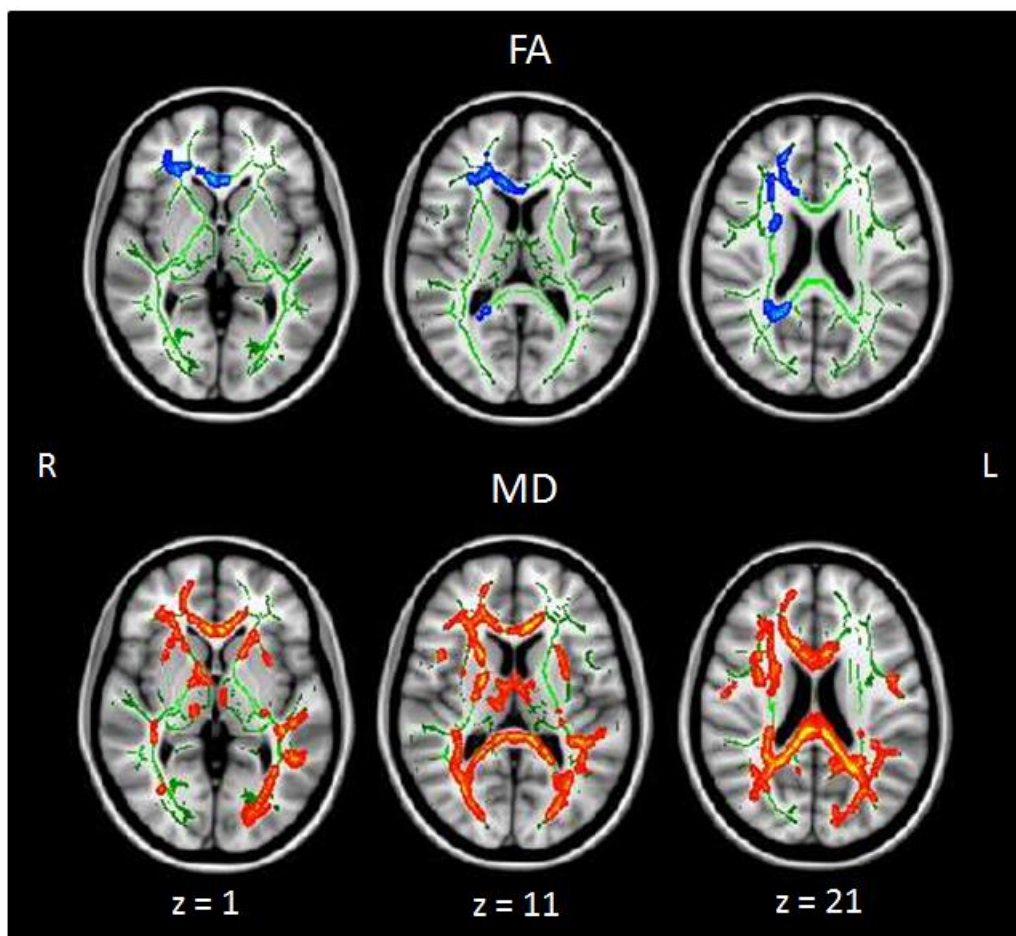 FA
R
L
MD
z = 1
z = 11
z = 21